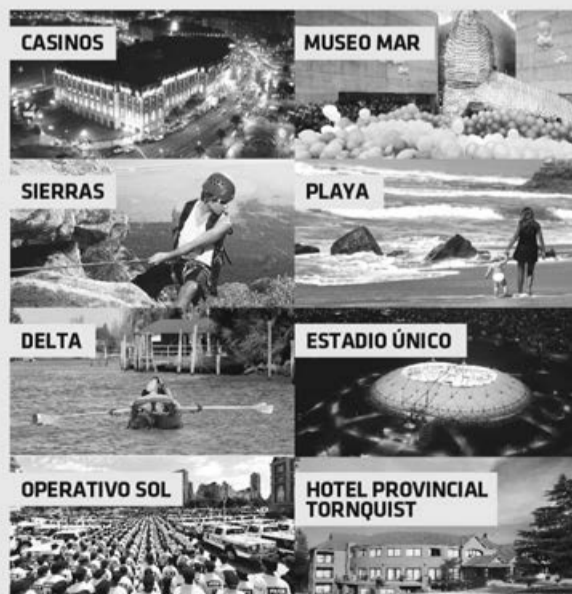 CASINOS
MUSEO MAR
SIERRAS
PLAYA
DELTA
ESTADIO ÚNICO
OPERATIVO SOL
HOTEL PROVINCIAL
TORNQUIST